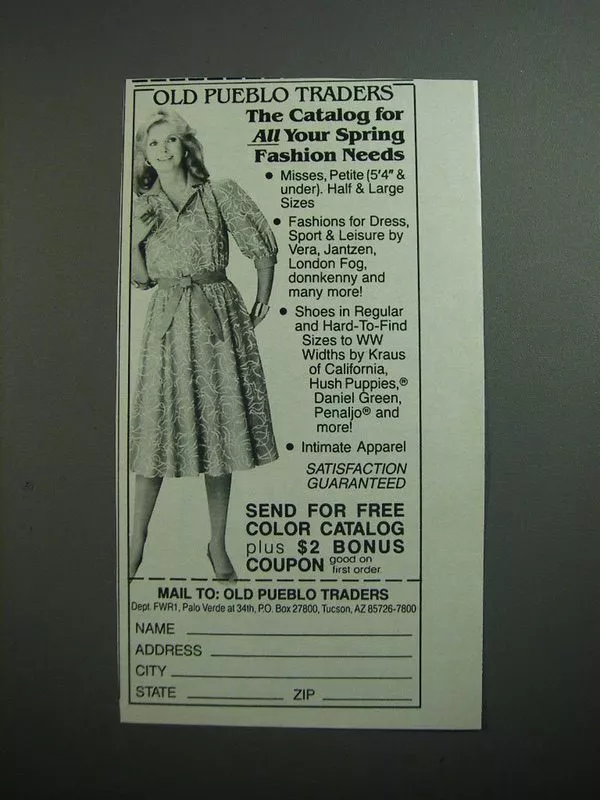 OLD PUEBLO TRADERS
The Catalog for
All Your Spring
Fashion Needs
• Misses, Petite (5'4" &
under). Half & Large
Sizes
• Fashions for Dress,
Sport & Leisure by
Vera, Jantzen,
London Fog,
donnkenny and
many more!
• Shoes in Regular
and Hard-To-Find
Sizes to WW
Widths by Kraus
of California,
Hush Puppies,®
Daniel Green,
Penaljo® and
more!
• Intimate Apparel
SATISFACTION
GUARANTEED
SEND FOR FREE
COLOR CATALOG
plus $2 BONUS
COUPON good on
first order.
MAIL TO: OLD PUEBLO TRADERS
Dept. FWR1, Palo Verde at 34th, P.O. Box 27800, Tucson, AZ 85726-7800
NAME
ADDRESS
CITY
STATE ZIP